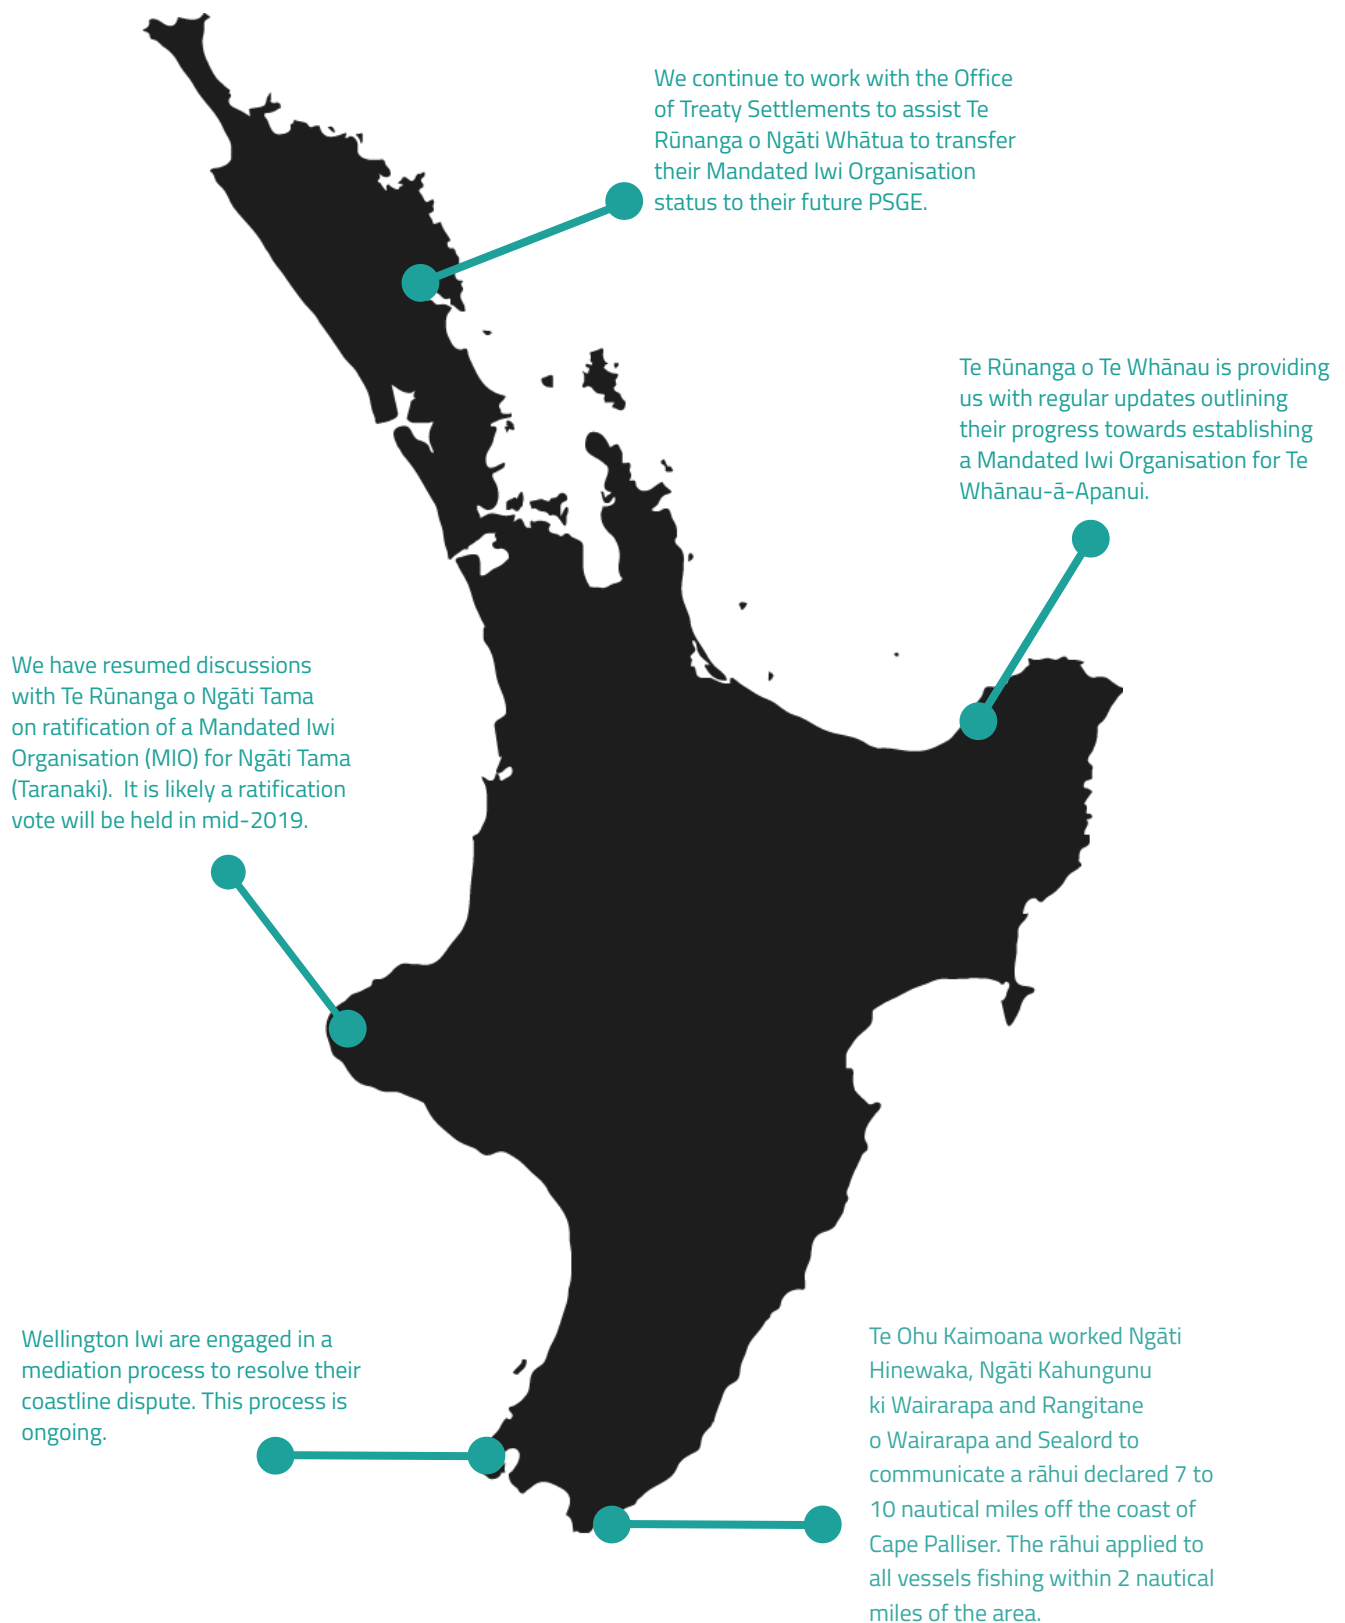 We continue to work with the Office
of Treaty Settlements to assist Te
Rūnanga o Ngāti Whātua to transfer
their Mandated Iwi Organisation
status to their future PSGE.
Te Rūnanga o Te Whānau is providing
us with regular updates outlining
their progress towards establishing
a Mandated Iwi Organisation for Te
Whānau-ā-Apanui.
We have resumed discussions
with Te Rūnanga o Ngāti Tama
on ratification of a Mandated Iwi
Organisation (MIO) for Ngāti Tama
(Taranaki).  It is likely a ratification
vote will be held in mid-2019.
Wellington Iwi are engaged in a
mediation process to resolve their
coastline dispute. This process is
ongoing.
Te Ohu Kaimoana worked Ngāti
Hinewaka, Ngāti Kahungunu
ki Wairarapa and Rangitane
o Wairarapa and Sealord to
communicate a rāhui declared 7 to
10 nautical miles off the coast of
Cape Palliser. The rāhui applied to
all vessels fishing within 2 nautical
miles of the area.